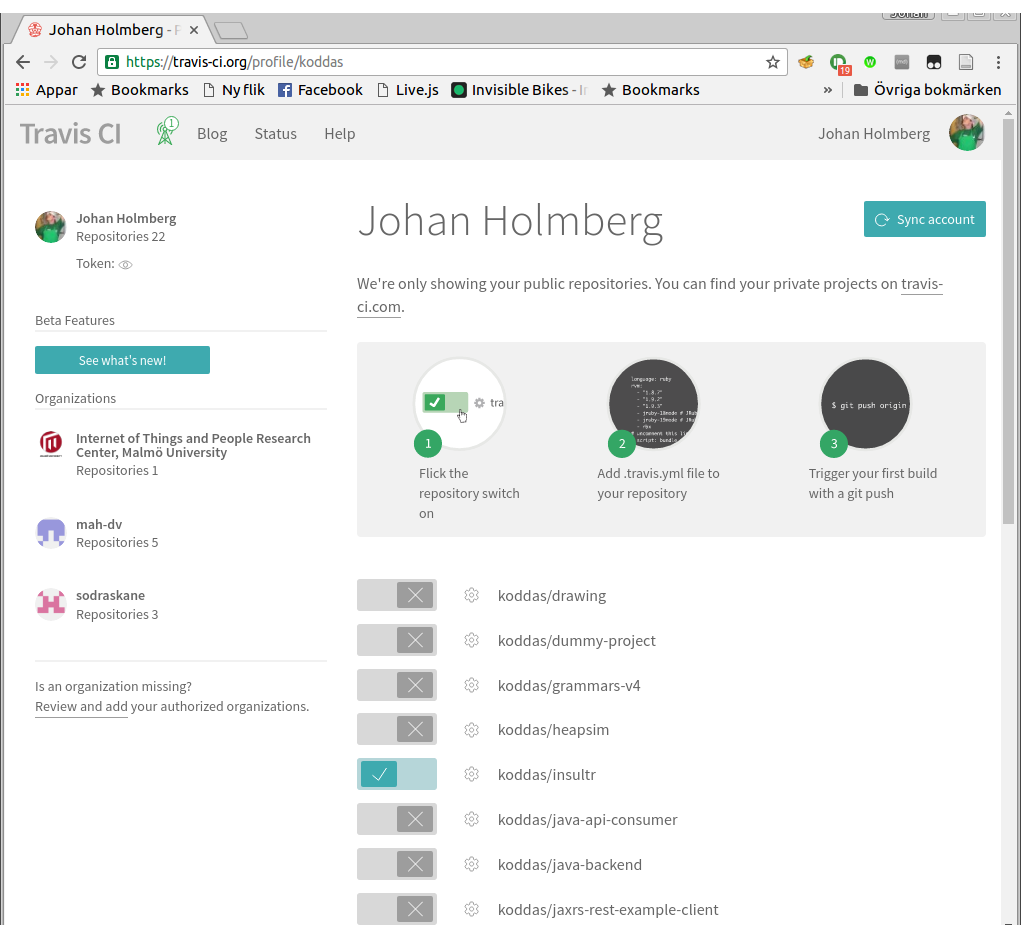 Johan
Johan Holmberg - P
https://travis-ci.org/profile/koddas
19
Appar
Bookmarks
Ny flik
Facebook
Live.js
Invisible Bikes - In
Bookmarks
»
Övriga bokmärken
Travis CI
1
Blog
Status
Help
Johan Holmberg
Johan Holmberg
Repositories 22
Token:
Beta Features
See what's new!
Organizations
Internet of Things and People Research
Center, Malmö University
Repositories 1
mah-dv
Repositories 5
sodraskane
Repositories 3
Is an organization missing?
Review and add your authorized organizations.
Johan Holmberg
Sync account
We're only showing your public repositories. You can find your private projects on travis-
ci.com.
tra
1
Flick the
repository switch
on
language: ruby
rvm:
- "1.8.7"
- "1.9.2"
- "1.9.3"
- jruby-18mode # JRub
- jruby-19mode # JRub
- rbx
# uncomment this li
script: bundle
2
Add .travis.yml file to
your repository
$ git push origin
3
Trigger your first build
with a git push
koddas/drawing
koddas/dummy-project
koddas/grammars-v4
koddas/heapsim
koddas/insultr
koddas/java-api-consumer
koddas/java-backend
koddas/jaxrs-rest-example-client